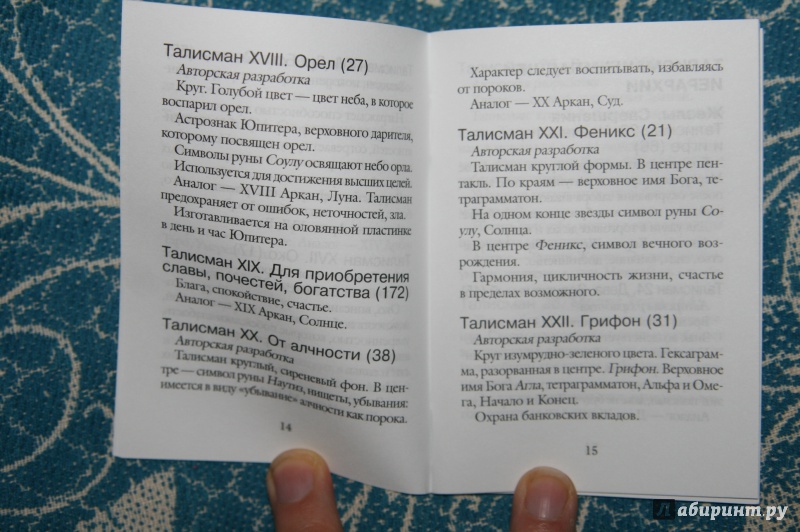 Талисман XVIII. Орел (27)
Авторская разработка
Круг. Голубой цвет — цвет неба, в которое
воспарил орел.
Астрознак Юпитера, верховного дарителя,
которому посвящен орел.
Символы руны Соулу освящают небо орла.
Используется для достижения высших целей.
Аналог — XVIII Аркан, Луна. Талисман
предохраняет от ошибок, неточностей, зла.
Изготавливается на оловянной пластинке
в день и час Юпитера.
Талисман XIX. Для приобретения
славы, почестей, богатства (172)
Блага, спокойствие, счастье.
Аналог — XIX Аркан, Солнце.
Талисман XX. От алчности (38)
Авторская разработка
Талисман круглый, сиреневый фон. В цен-
тре — символ руны Наутиз, нищеты, убывания:
имеется в виду "убывание" алчности как порока.
14
Характер следует воспитывать, избавляясь
от пороков.
Аналог — XX Аркан, Суд.
Талисман XXI. Феникс (21)
Авторская разработка
Талисман круглой формы. В центре пен-
такль. По краям — верховное имя Бога, те-
траграмматон.
На одном конце звезды символ руны Со-
улу, Солнца.
В центре Феникс, символ вечного воз-
рождения.
Гармония, цикличность жизни, счастье
в пределах возможного.
Талисман XXII. Грифон (31)
Авторская разработка
Круг изумрудно-зеленого цвета. Гексаграм-
ма, разорванная в центре. Грифон. Верховное
имя Бога Агла, тетраграмматон, Альфа и Оме-
га, Начало и Конец.
Охрана банковских вкладов.
15
Лабиринт.ру